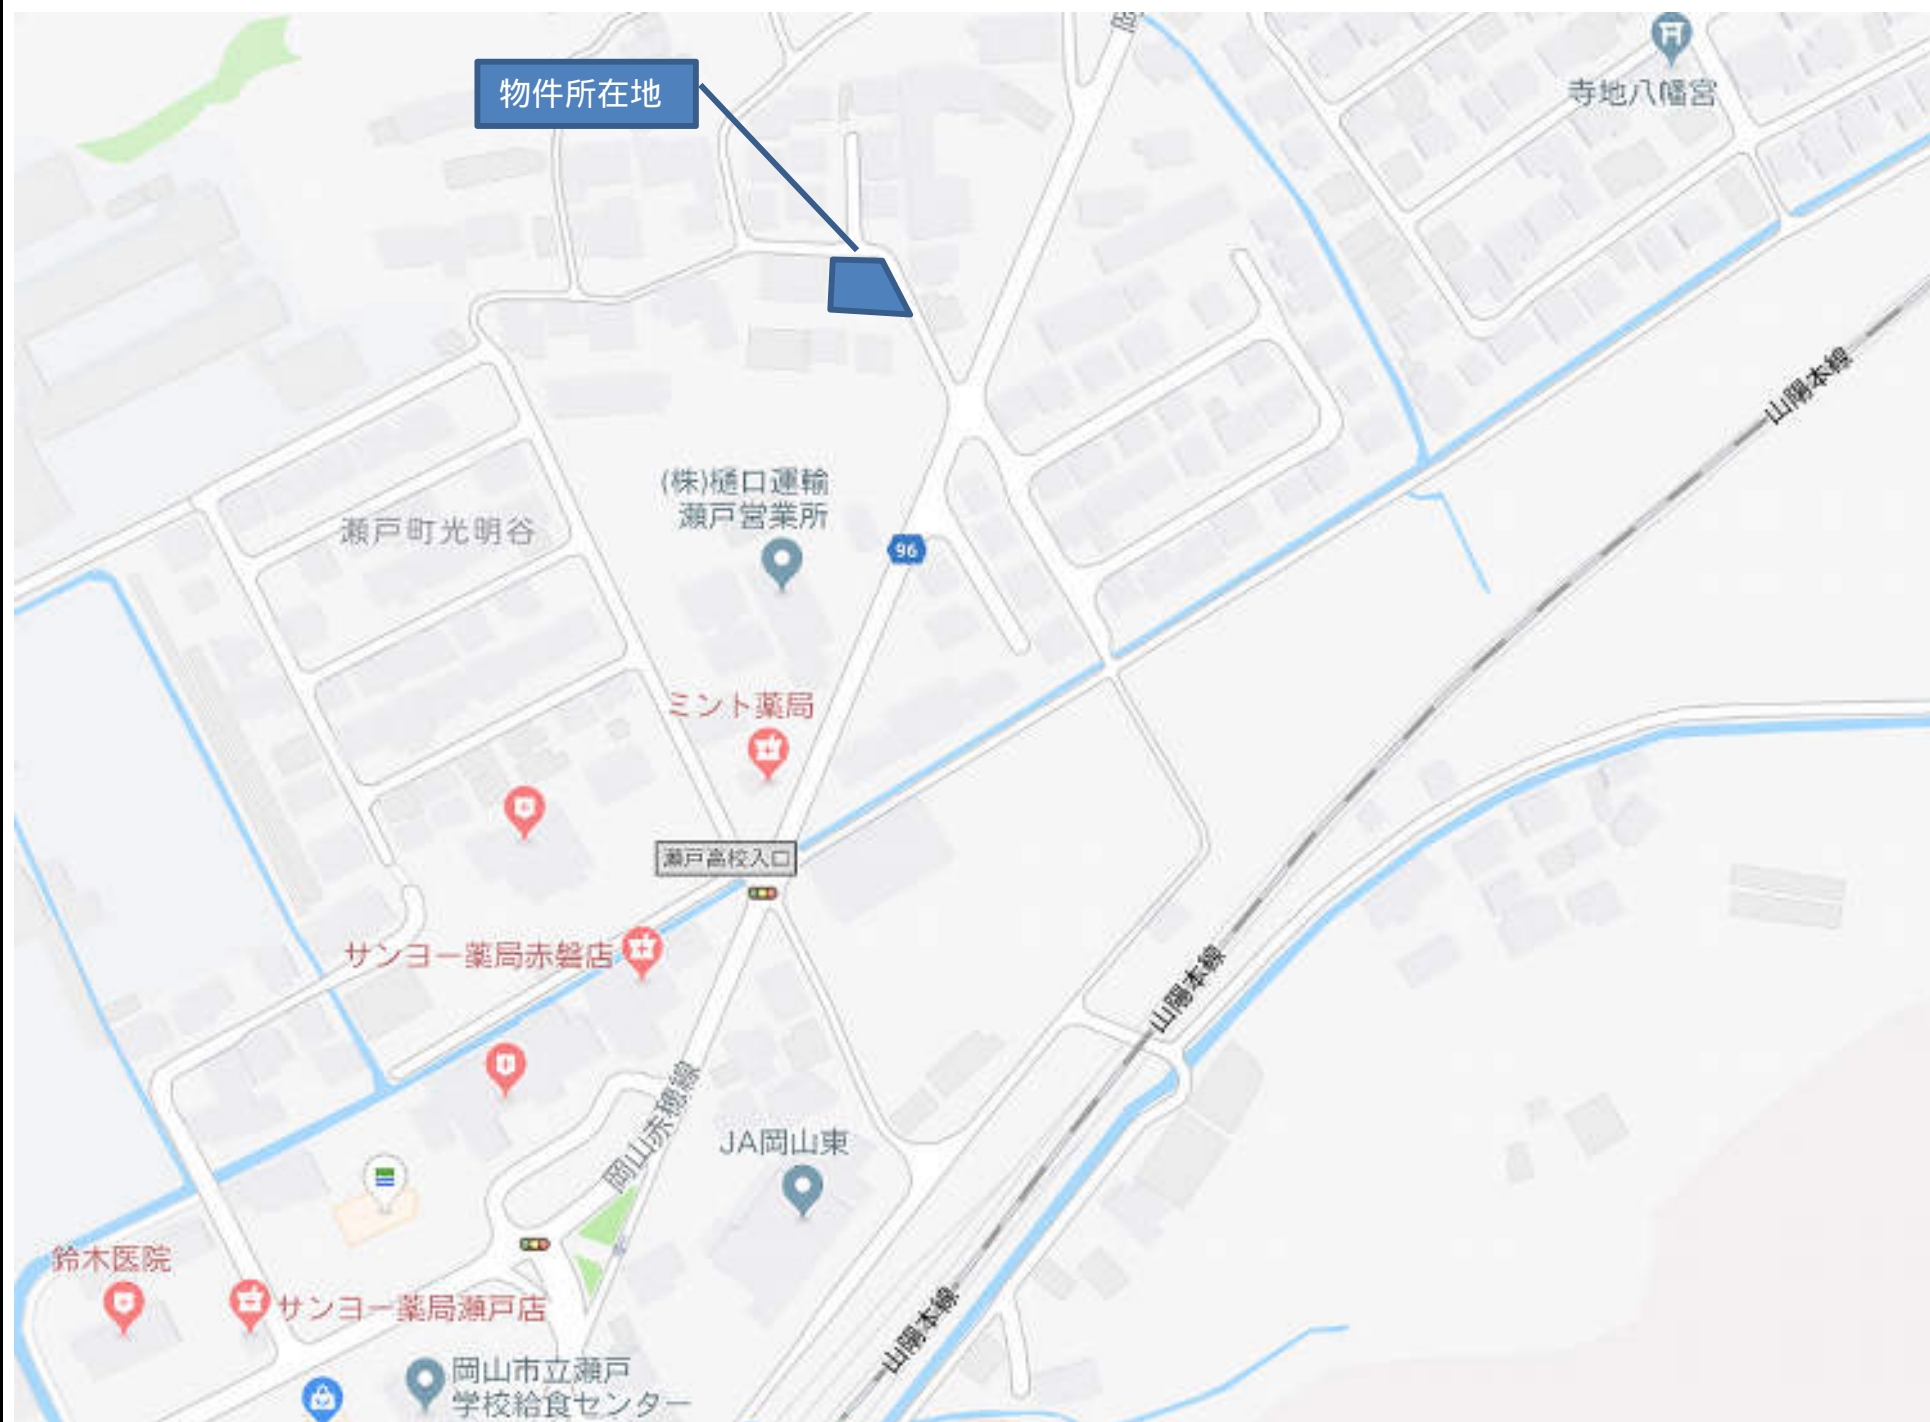 寺地八幡宮
物件所在地
山陽本線
(株)樋口運輸
瀬戸営業所
瀬戸町光明谷
96
ミント薬局
瀬戸高校入口
サンヨー薬局赤磐店
山陽本線
岡山赤穂線
JA岡山東
鈴木医院
サンヨー薬局瀬戸店
山陽本線
岡山市立瀬戸
学校給食センター